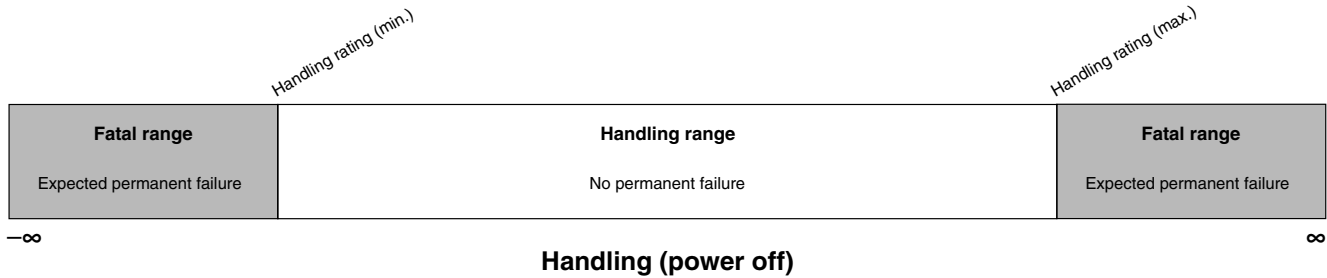 Handling rating (min.)
Handling rating (max.)
Fatal range
Handling range
Fatal range
Expected permanent failure
No permanent failure
Expected permanent failure
–∞
∞
Handling (power off)